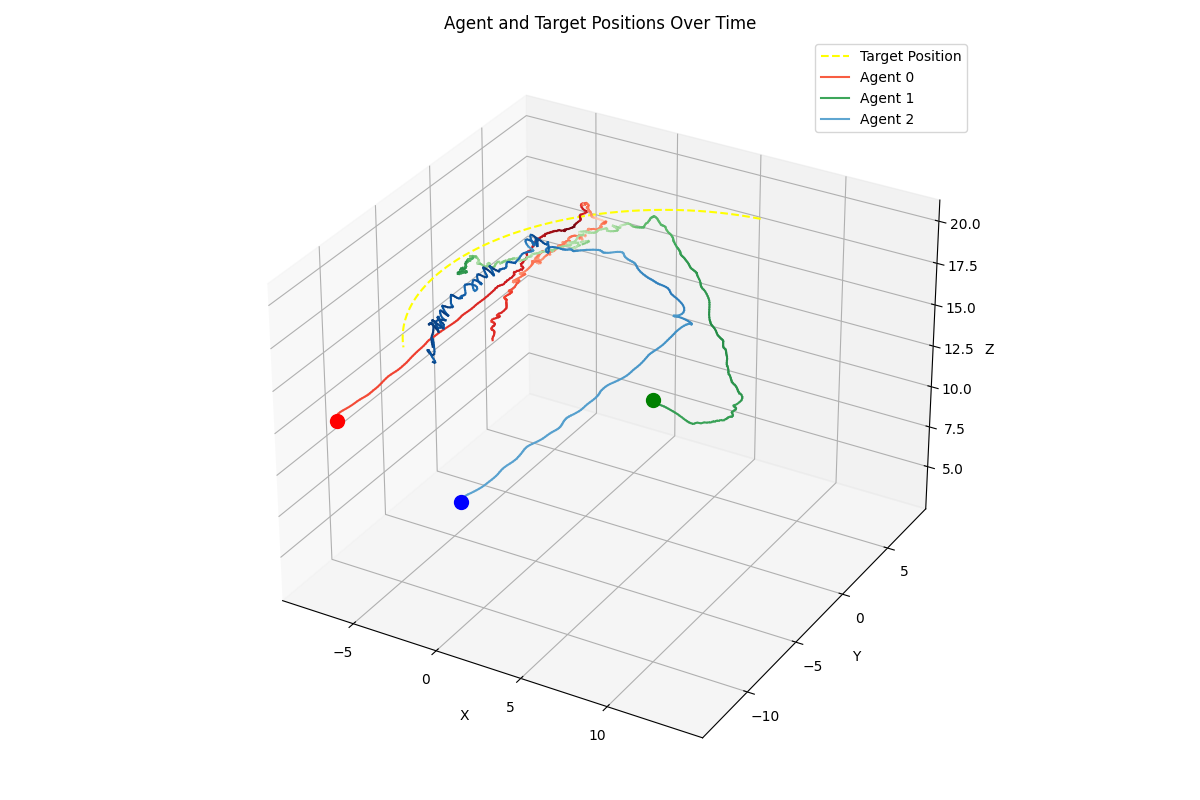 Agent and Target Positions Over Time
Target Position
Agent 0
Agent 1
Agent 2
20.0
17.5
15.0
12.5
Z
10.0
7.5
5.0
5
0
−5
Y
−10
−5
0
5
10
X